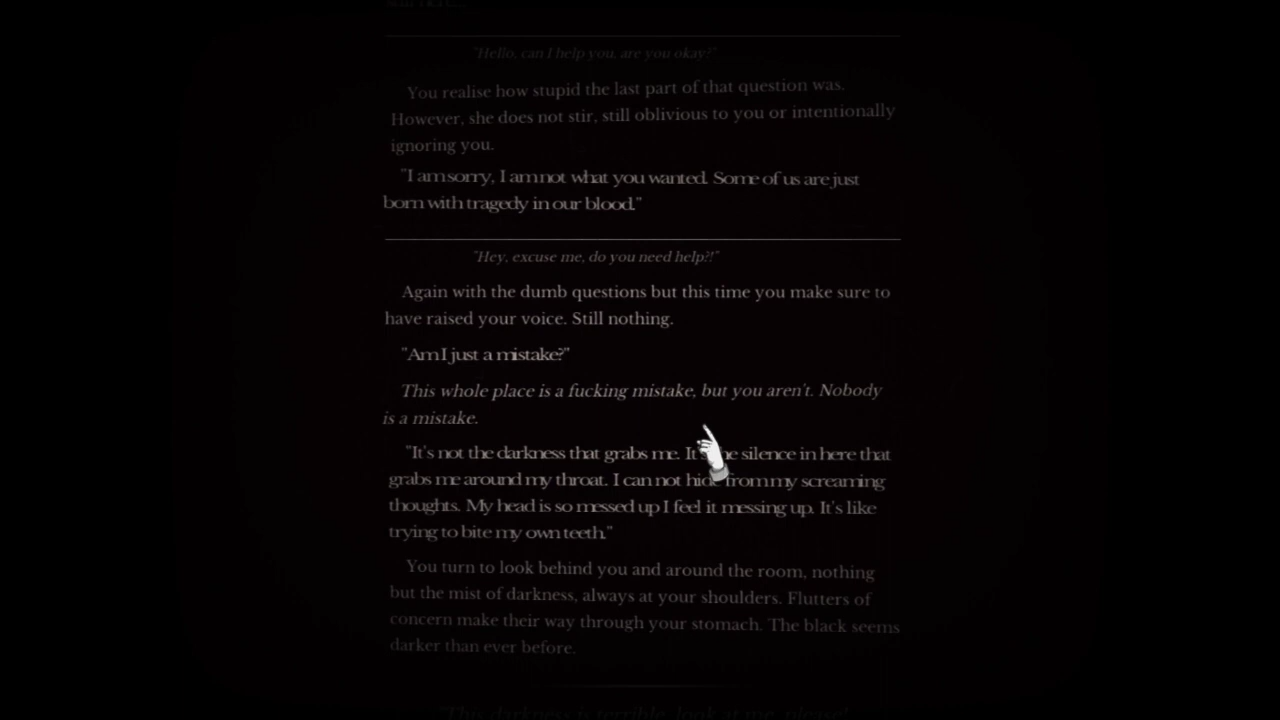 "Hello, can I help you, are you okay?"
You realise how stupid the last part of that question was.
However, she does not stir, still oblivious to you or intentionally
ignoring you.
"I am sorry, I am not what you wanted. Some of us are just
born with tragedy in our blood."
"Hey, excuse me, do you need help?!"
Again with the dumb questions but this time you make sure to
have raised your voice. Still nothing.
"Am I just a mistake?"
This whole place is a fucking mistake, but you aren't. Nobody
is a mistake.
"It's not the darkness that grabs me. It's the silence in here that
grabs me around my throat. I can not hide from my screaming
thoughts. My head is so messed up I feel it messing up. It's like
trying to bite my own teeth."
You turn to look behind you and around the room, nothing
but the mist of darkness, always at your shoulders. Flutters of
concern make their way through your stomach. The black seems
darker than ever before.
"This darkness is terrible, look at me, please!